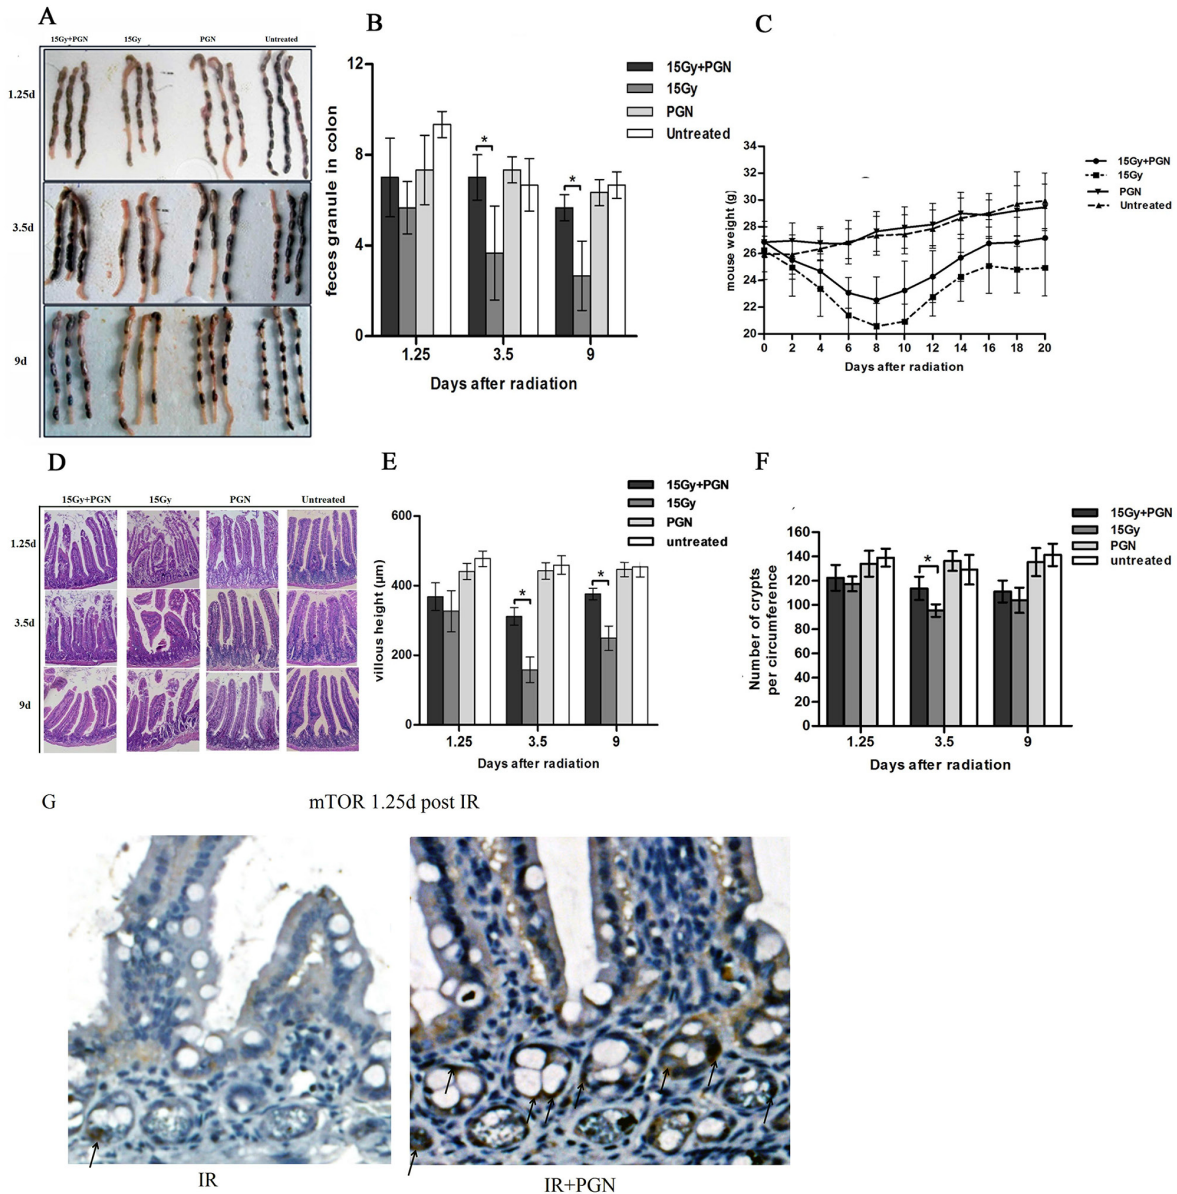 A
15Gy+PGN 15Gy PGN Untreated
1.25d
3.5d
9d
B
15Gy+PGN
15Gy
PGN
Untreated
feces granule in colon
12
8
4
0
* *
1.25 3.5 9
Days after radiation
C
15Gy+PGN
15Gy
PGN
Untreated
mouse weight (g)
34
32
30
28
26
24
22
20
0 2 4 6 8 10 12 14 16 18 20
Days after radiation
D
15Gy+PGN 15Gy PGN Untreated
1.25d
3.5d
9d
E
15Gy+PGN
15Gy
PGN
untreated
villous height (μm)
600
400
200
0
* *
1.25 3.5 9
Days after radiation
F
15Gy+PGN
15Gy
PGN
untreated
Number of crypts
per circumference
160
140
120
100
80
60
40
20
0
*
1.25 3.5 9
Days after radiation
G
mTOR 1.25d post IR
IR
IR+PGN